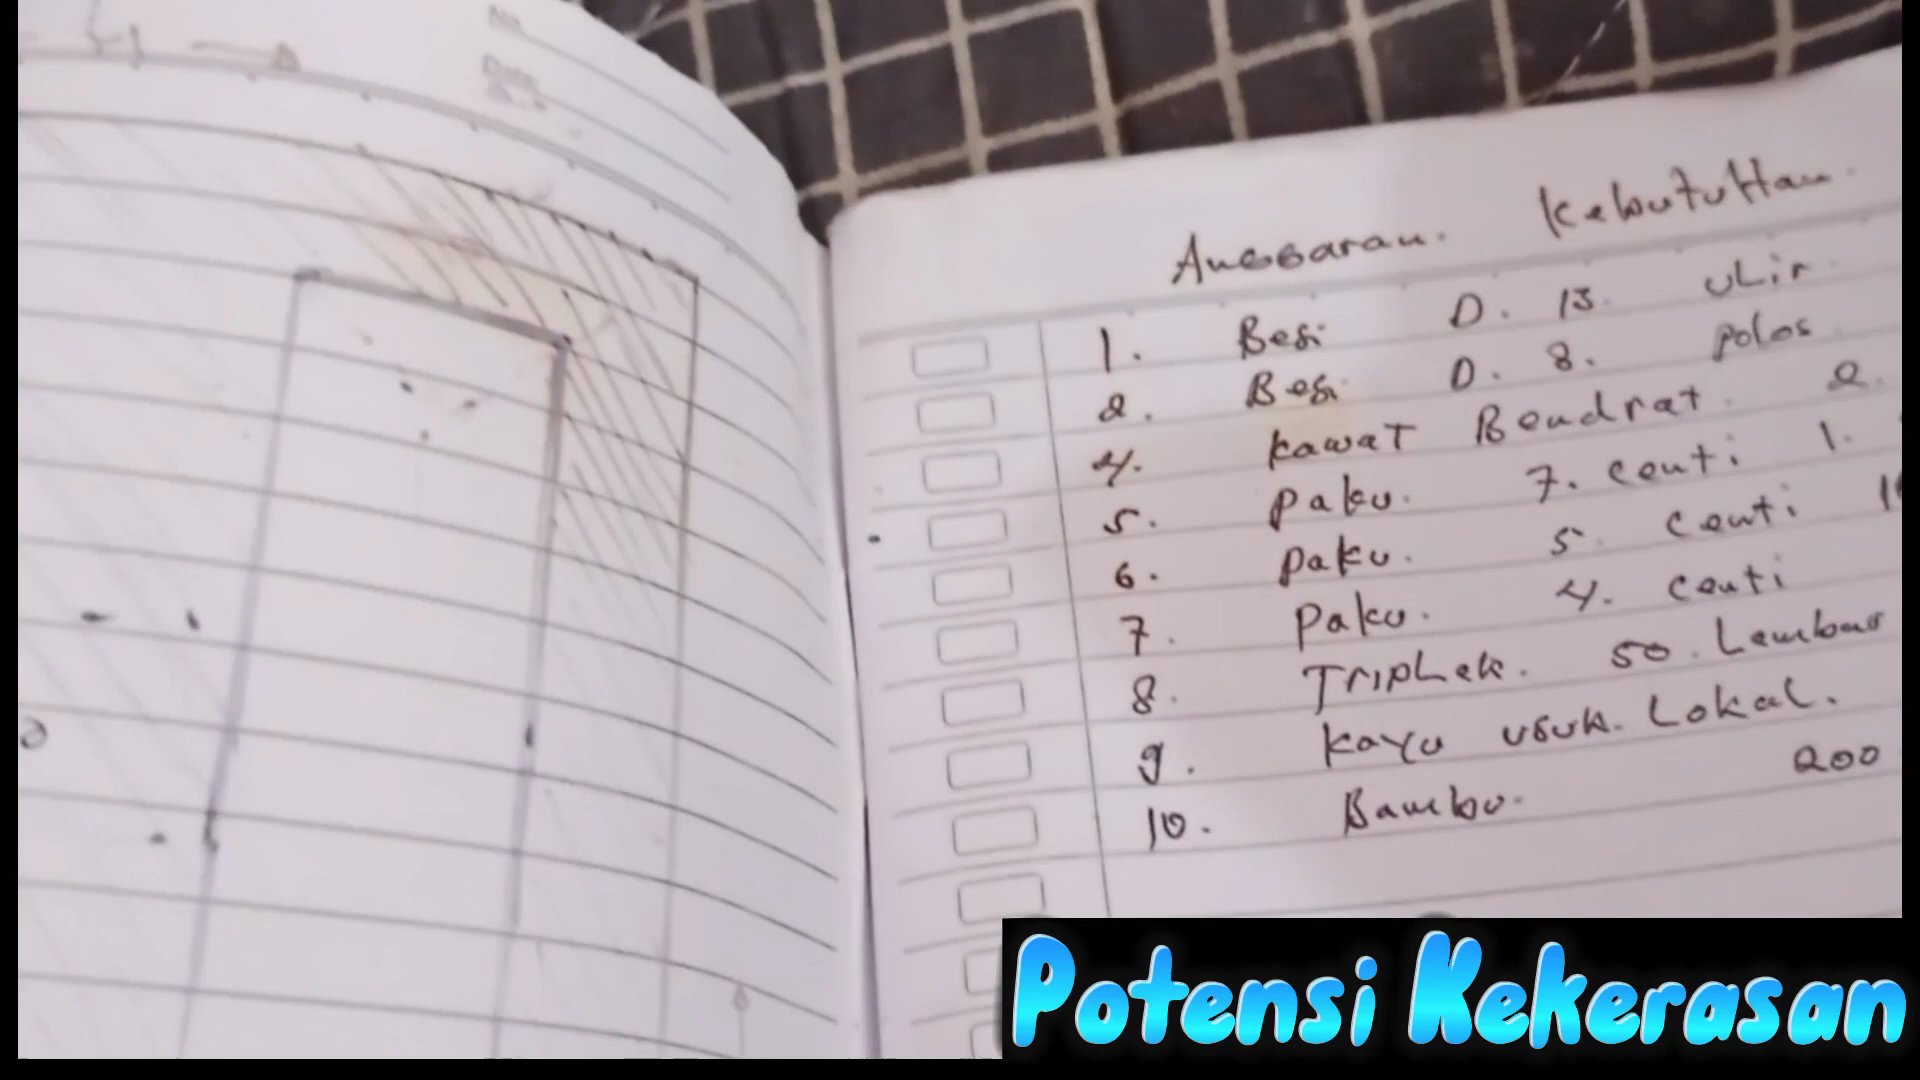 No
Date
Anggaran. Kebutuhan.
1. Besi D. 13. ulir
2. Besi D. 8. polos
4. kawat Bendrat. 2.
5. paku. 7. centi 1.
6. paku. 5. centi
7. paku. 4. centi
8. TripLek. 50. Lembar
9. kayu usuk. Lokal.
10. Bambu. 200
Potensi Kekerasan